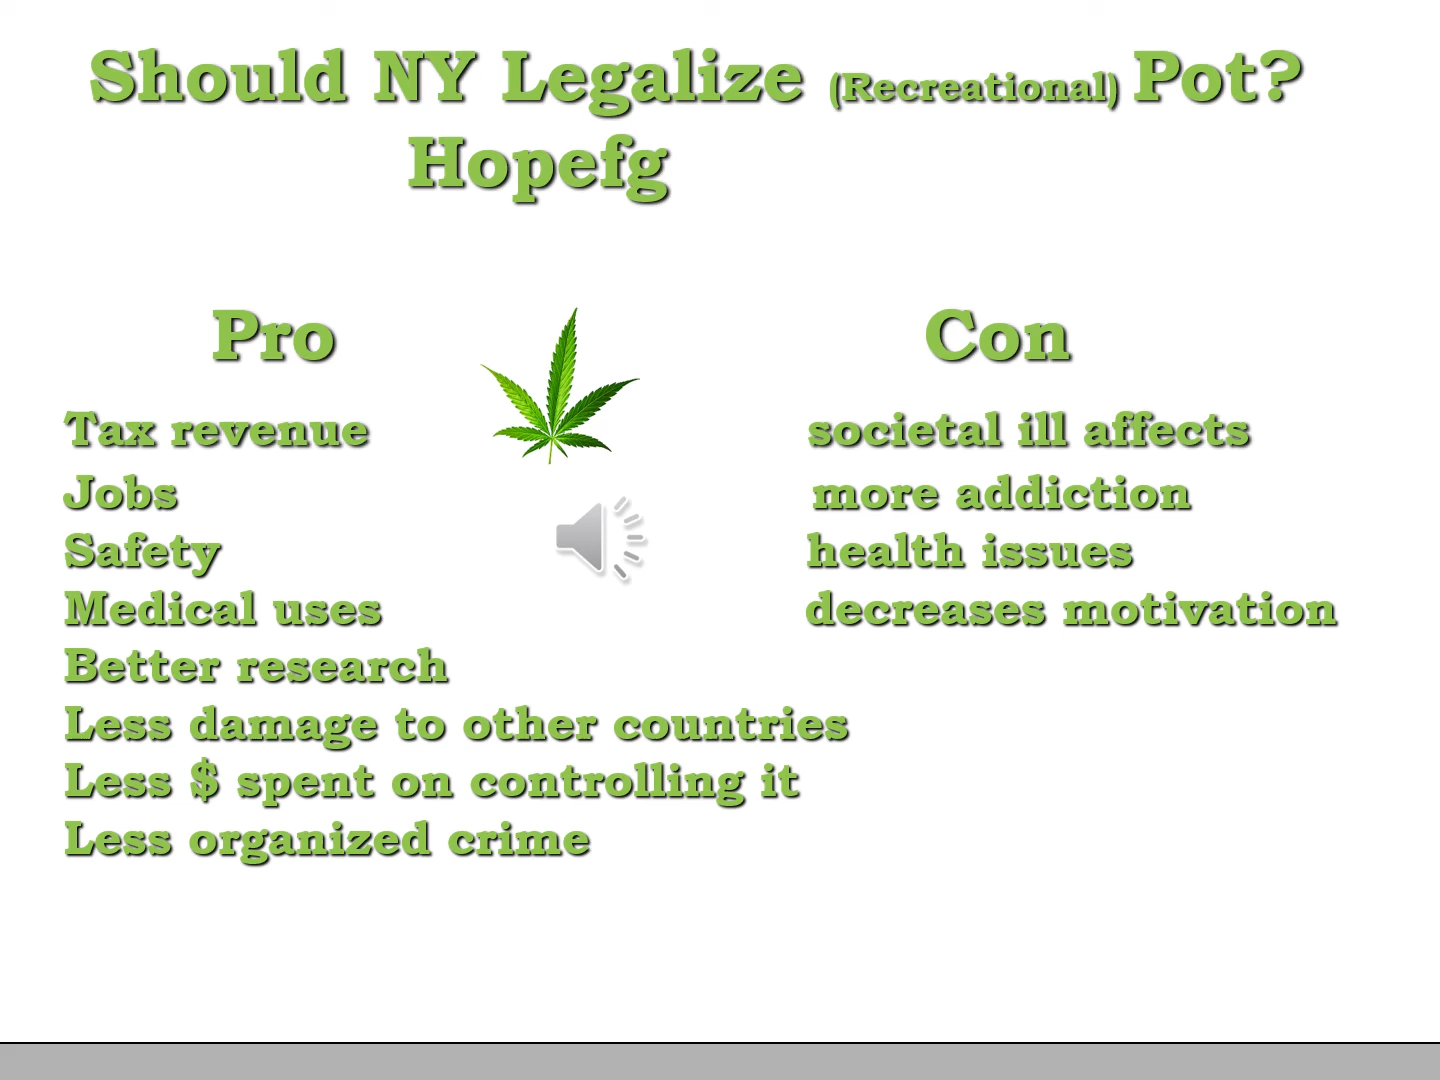 Should NY Legalize (Recreational) Pot?
Hopefg
Pro Con
Tax revenue societal ill affects
Jobs more addiction
Safety health issues
Medical uses decreases motivation
Better research
Less damage to other countries
Less $ spent on controlling it
Less organized crime